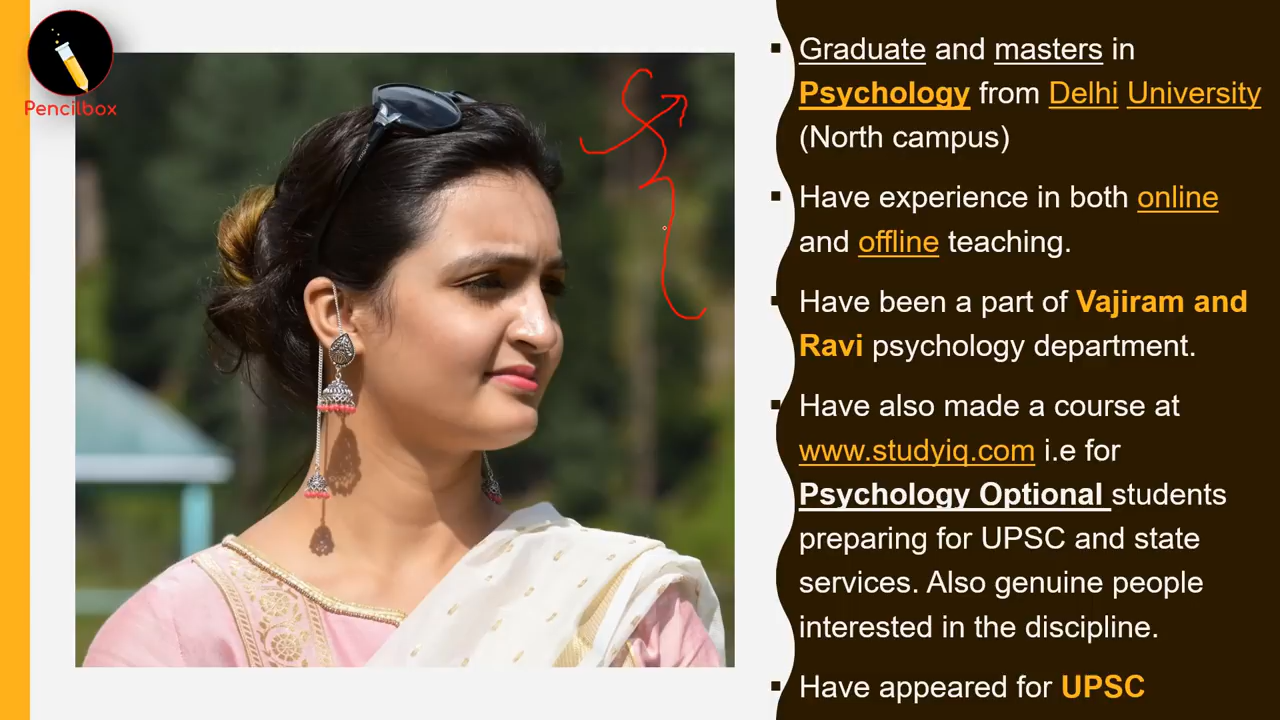 Pencilbox
Graduate and masters in
Psychology from Delhi University
(North campus)
Have experience in both online
and offline teaching.
Have been a part of Vajiram and
Ravi psychology department.
Have also made a course at
www.studyiq.com i.e for
Psychology Optional students
preparing for UPSC and state
services. Also genuine people
interested in the discipline.
Have appeared for UPSC